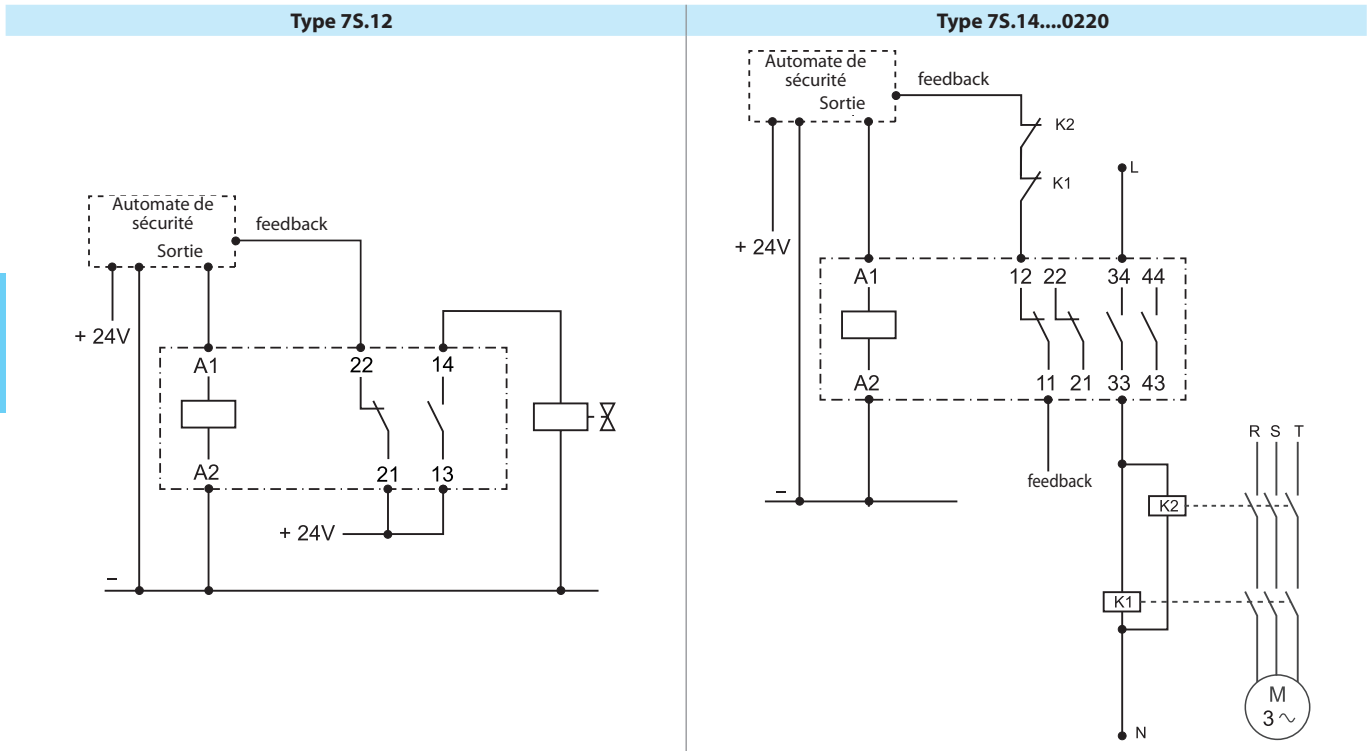 Type 7S.12
Automate de
sécurité
Sortie
feedback
+ 24V
A1
22
14
A2
21
13
+ 24V
–
Type 7S.14....0220
Automate de
sécurité
Sortie
feedback
K2
K1
L
+ 24V
A1
12
22
34
44
A2
11
21
33
43
–
feedback
R S T
K2
K1
M
3 ~
N